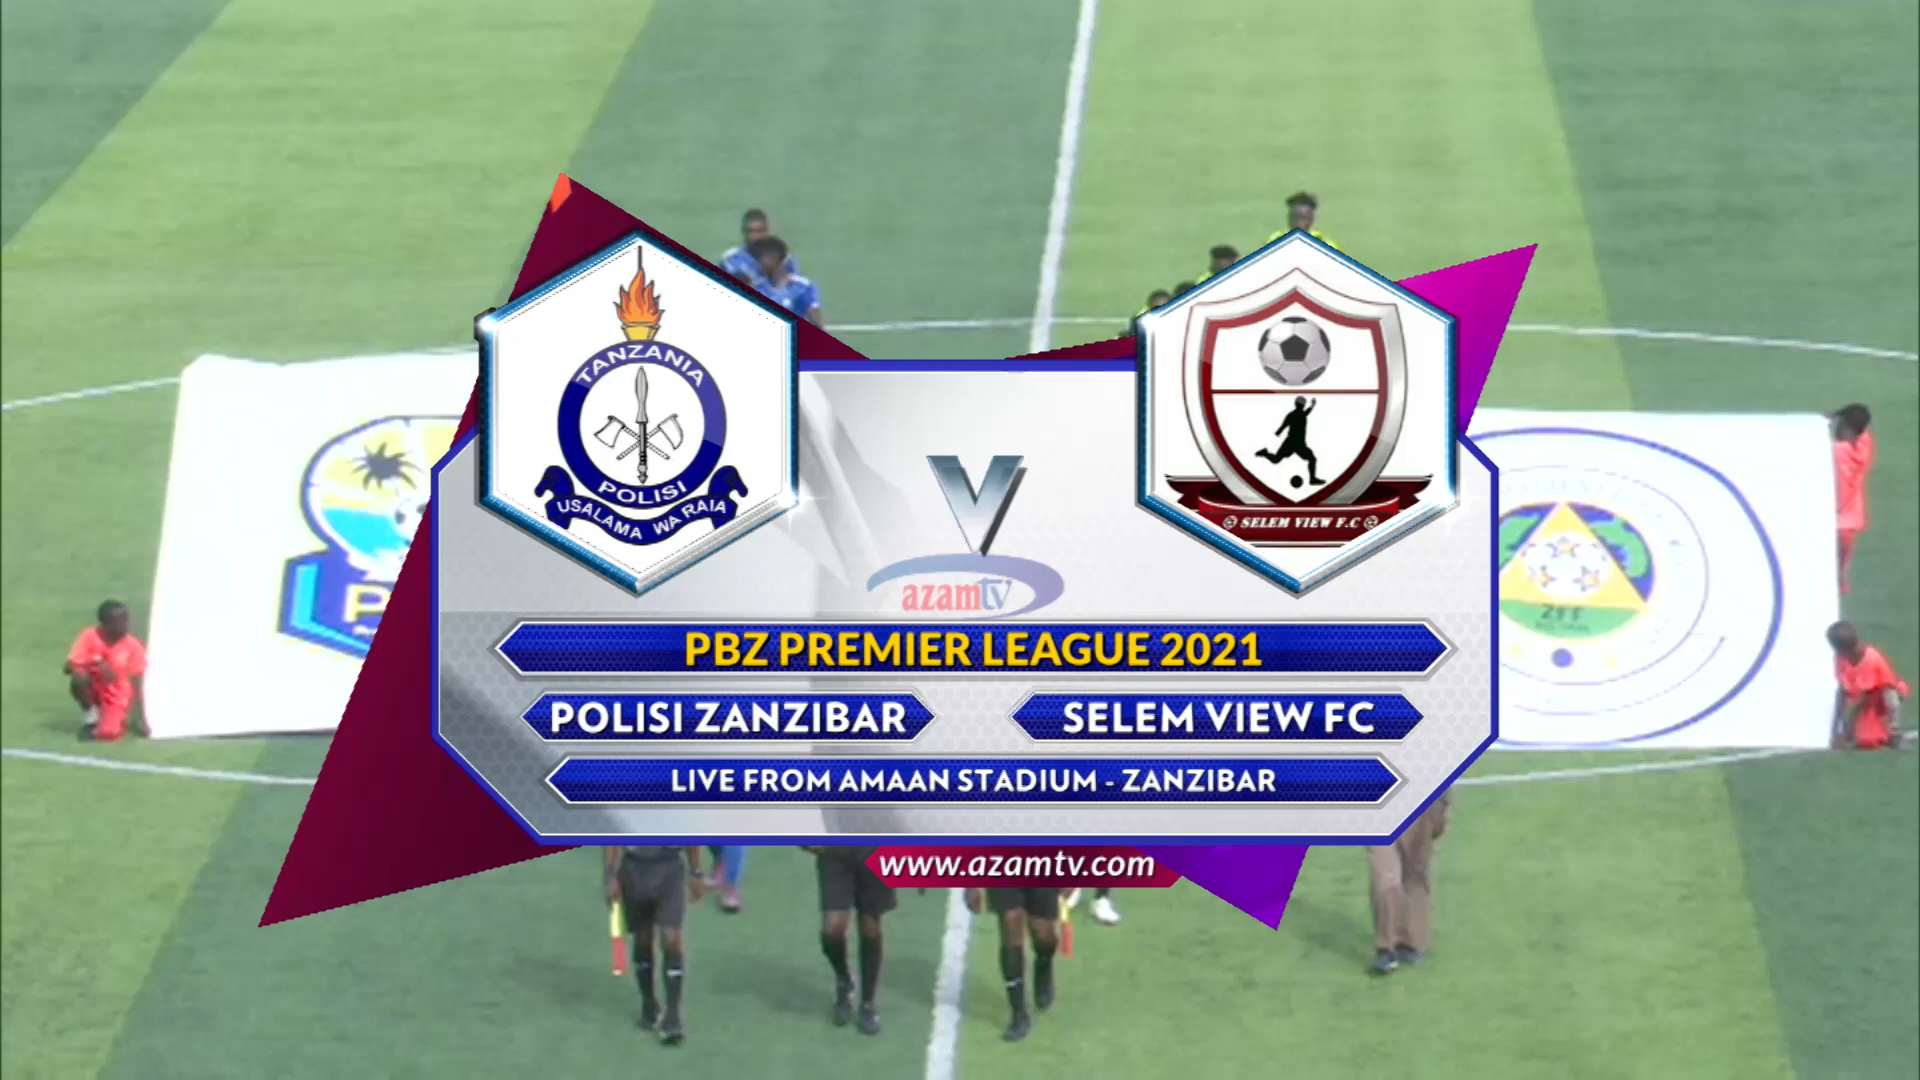 TANZANIA
POLISI
USALAMA WA RAIA
V
SELEM VIEW F.C
azamtv
ZFF
PBZ PREMIER LEAGUE 2021
POLISI ZANZIBAR
SELEM VIEW FC
LIVE FROM AMAAN STADIUM - ZANZIBAR
www.azamtv.com